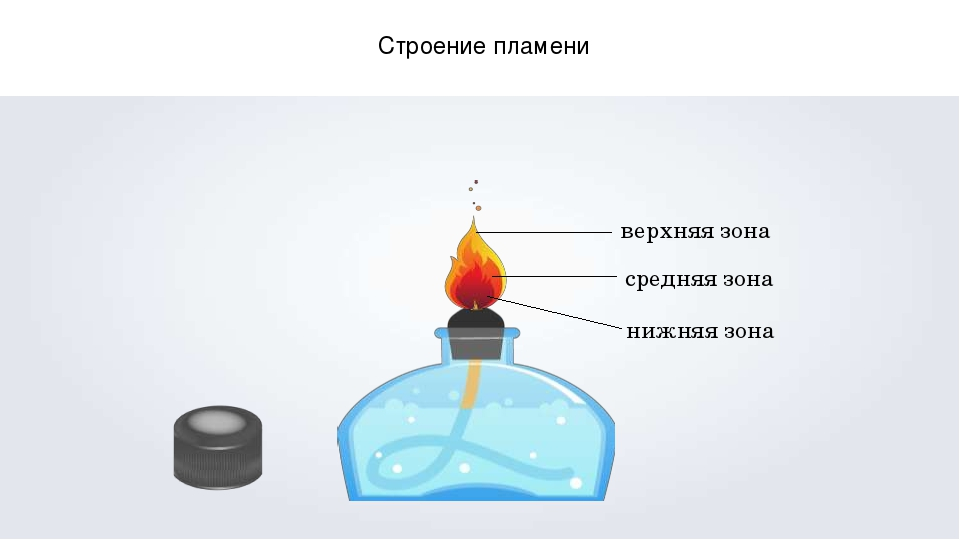 Строение пламени
верхняя зона
средняя зона
нижняя зона